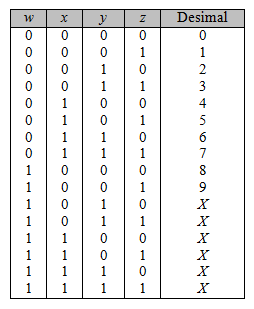 w x y z Desimal
0 0 0 0 0
0 0 0 1 1
0 0 1 0 2
0 0 1 1 3
0 1 0 0 4
0 1 0 1 5
0 1 1 0 6
0 1 1 1 7
1 0 0 0 8
1 0 0 1 9
1 0 1 0 X
1 0 1 1 X
1 1 0 0 X
1 1 0 1 X
1 1 1 0 X
1 1 1 1 X